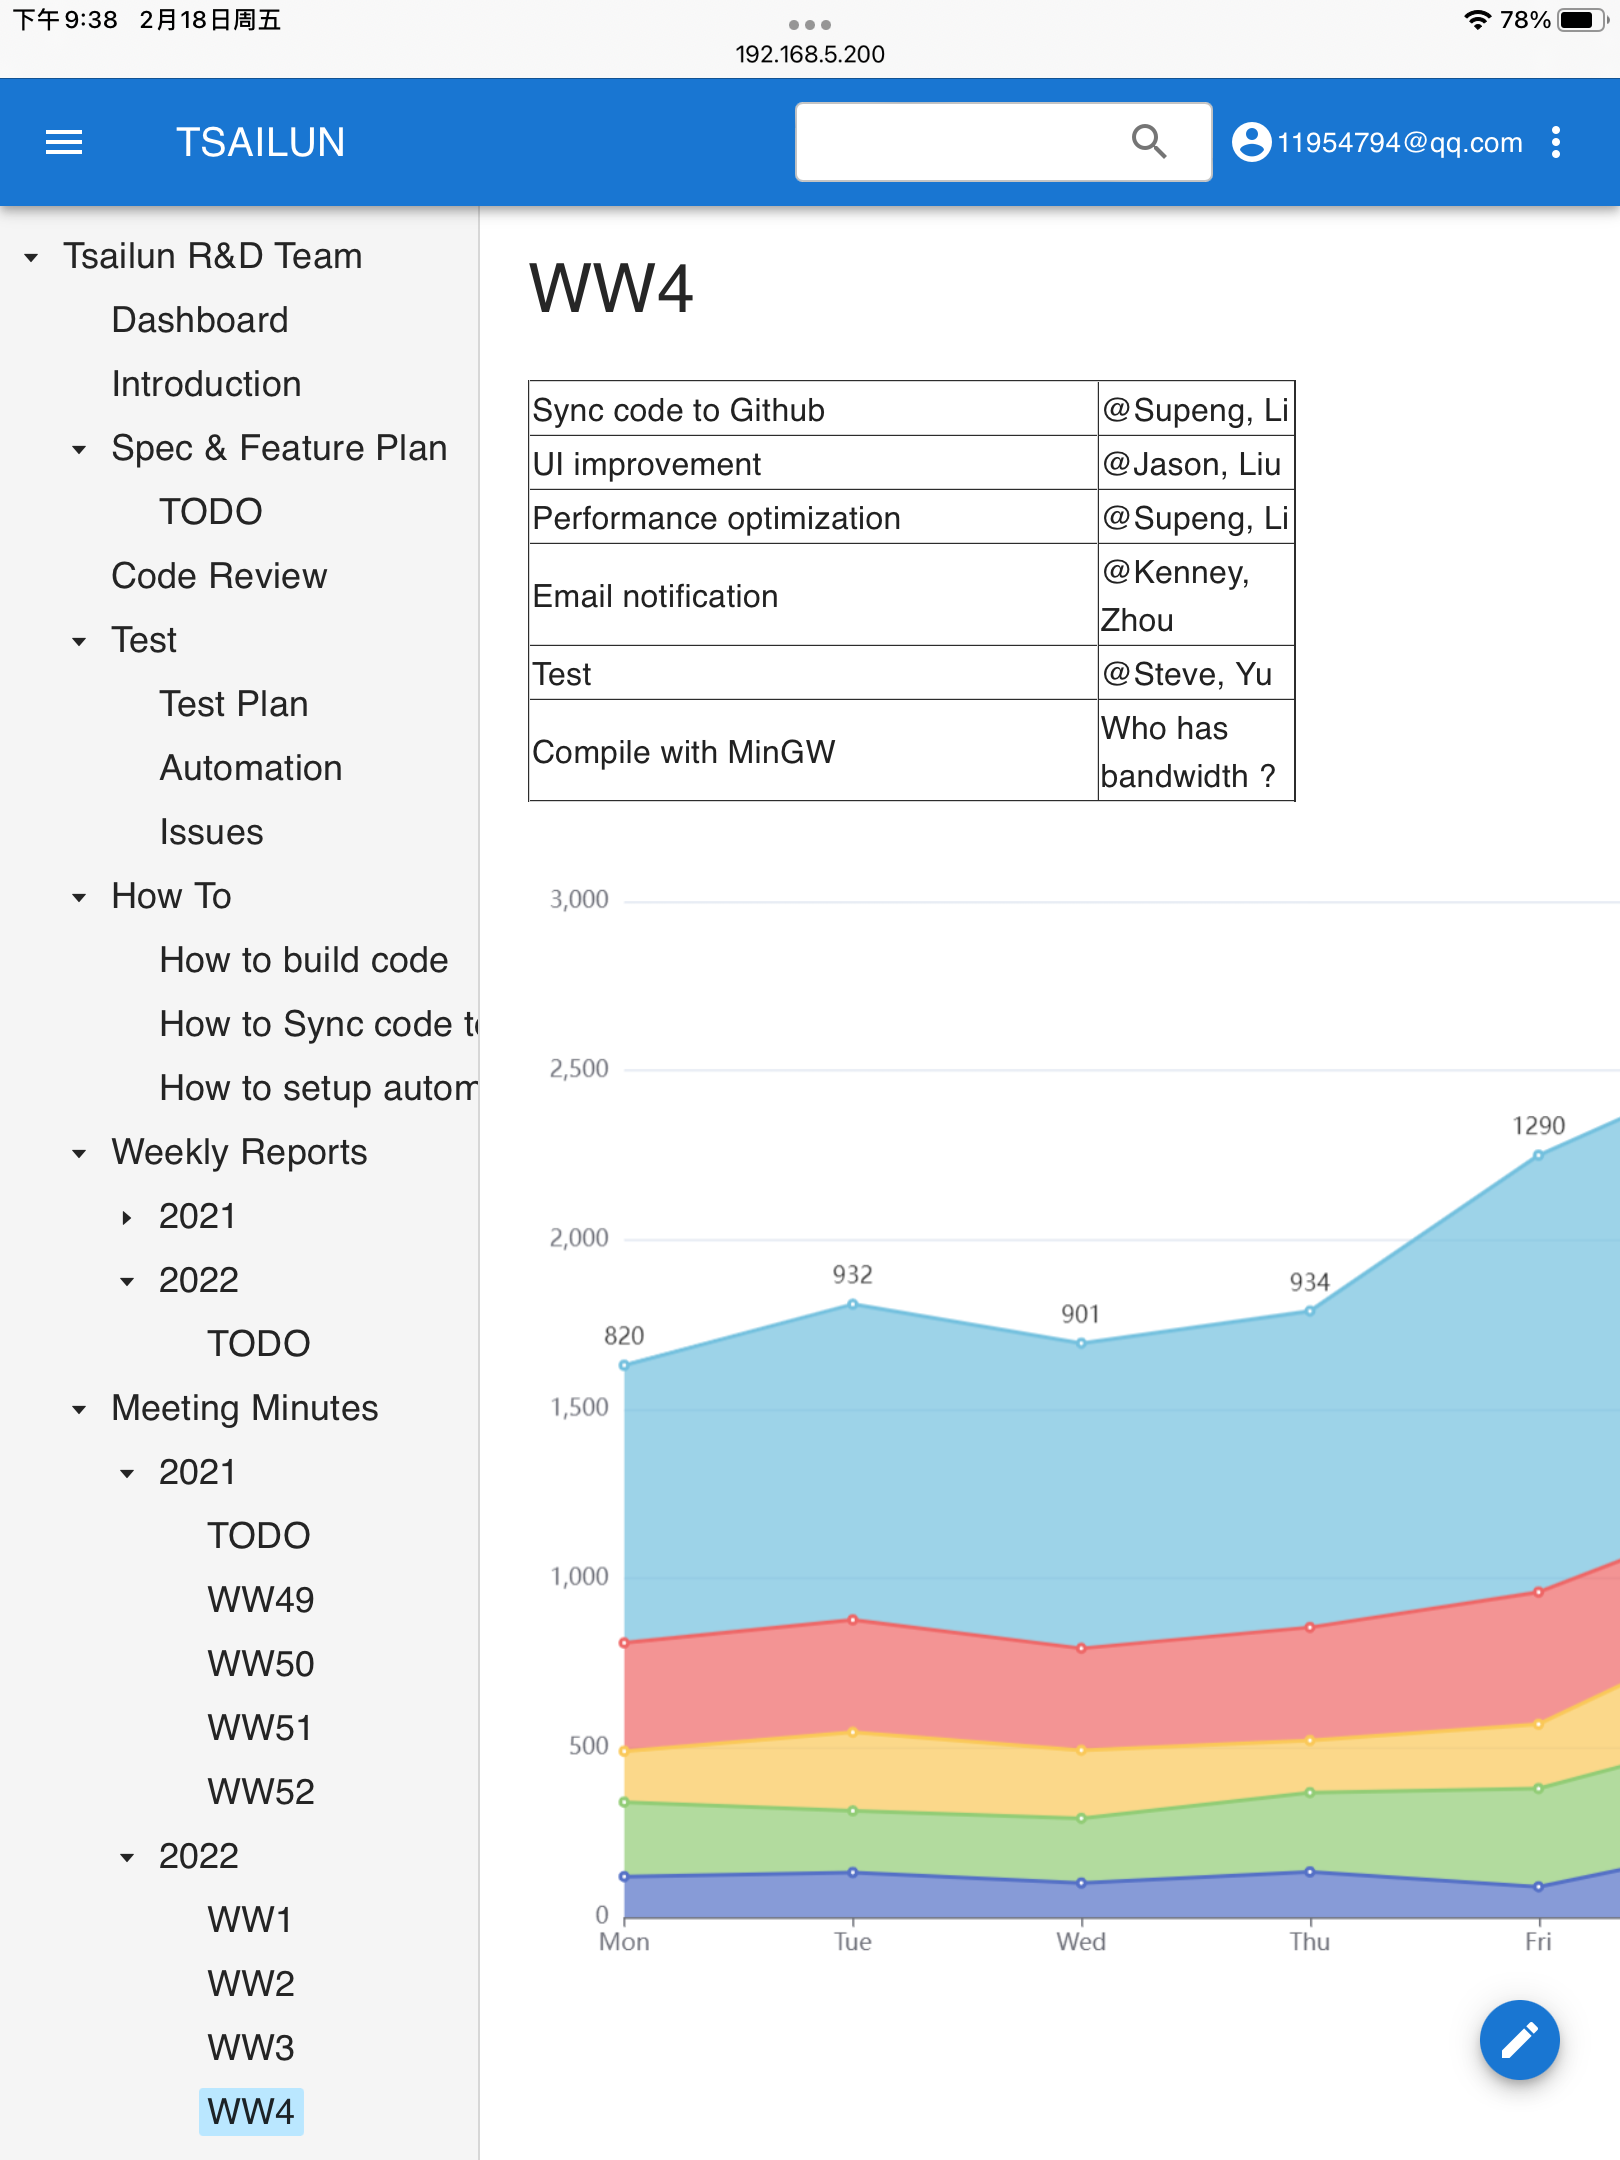 下午9:38 2月18日周五
78%
192.168.5.200
TSAILUN
11954794@qq.com
Tsailun R&D Team
Dashboard
Introduction
Spec & Feature Plan
TODO
Code Review
Test
Test Plan
Automation
Issues
How To
How to build code
How to Sync code t
How to setup autom
Weekly Reports
2021
2022
TODO
Meeting Minutes
2021
TODO
WW49
WW50
WW51
WW52
2022
WW1
WW2
WW3
WW4
WW4
Sync code to Github @Supeng, Li
UI improvement @Jason, Liu
Performance optimization @Supeng, Li
Email notification @Kenney,
Zhou
Test @Steve, Yu
Compile with MinGW Who has
bandwidth ?
3,000
2,500
2,000
1,500
1,000
500
0
820
932
901
934
1290
Mon Tue Wed Thu Fri